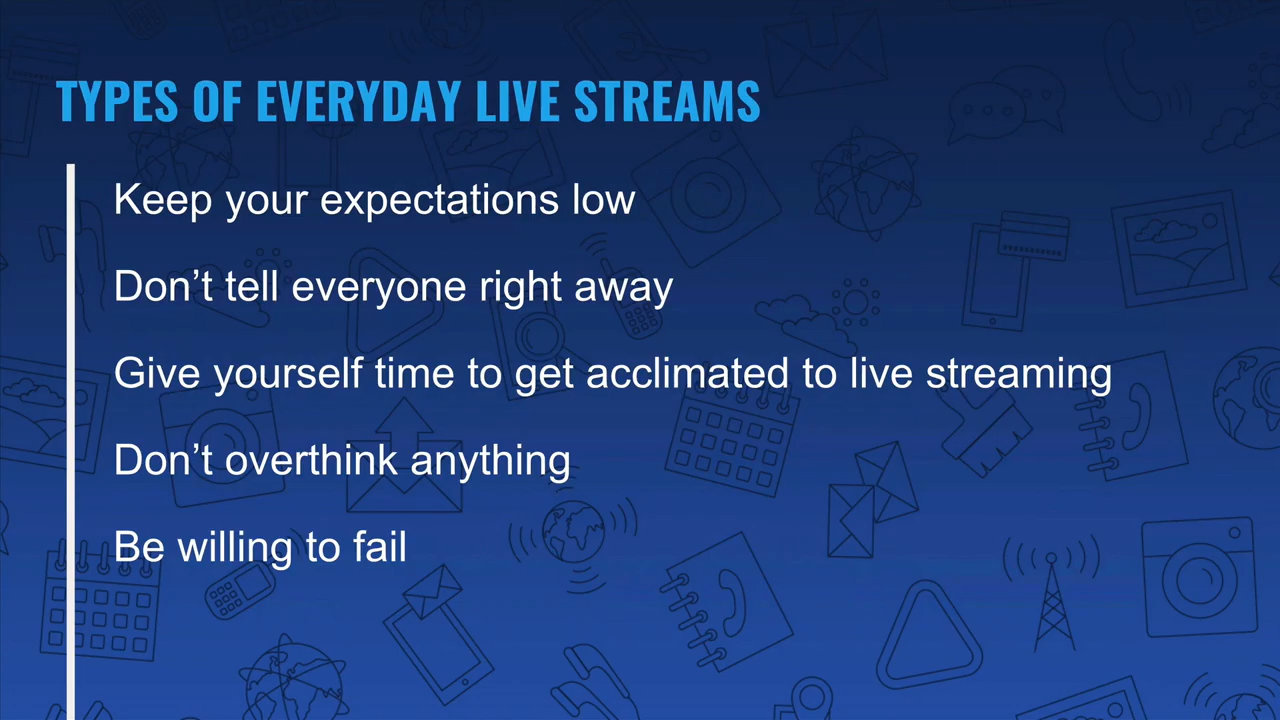 TYPES OF EVERYDAY LIVE STREAMS
Keep your expectations low
Don’t tell everyone right away
Give yourself time to get acclimated to live streaming
Don’t overthink anything
Be willing to fail